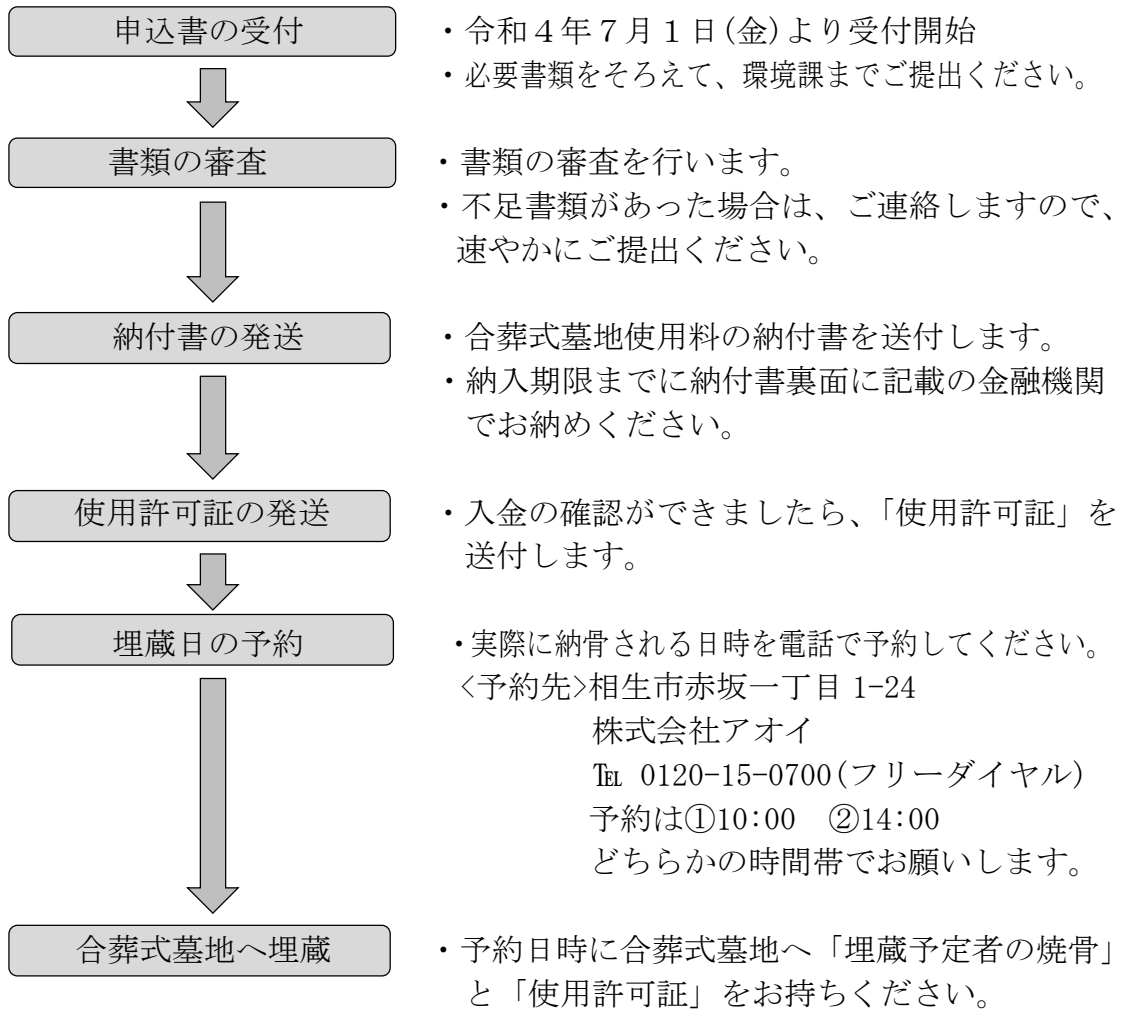 申込書の受付
・令和４年７月１日(金)より受付開始
・必要書類をそろえて、環境課までご提出ください。
書類の審査
・書類の審査を行います。
・不足書類があった場合は、ご連絡しますので、
速やかにご提出ください。
納付書の発送
・合葬式墓地使用料の納付書を送付します。
・納入期限までに納付書裏面に記載の金融機関
でお納めください。
使用許可証の発送
・入金の確認ができましたら、「使用許可証」を
送付します。
埋蔵日の予約
・実際に納骨される日時を電話で予約してください。
<予約先>相生市赤坂一丁目 1-24
株式会社アオイ
℡ 0120-15-0700(フリーダイヤル)
予約は①10:00　②14:00
どちらかの時間帯でお願いします。
合葬式墓地へ埋蔵
・予約日時に合葬式墓地へ「埋蔵予定者の焼骨」
と「使用許可証」をお持ちください。